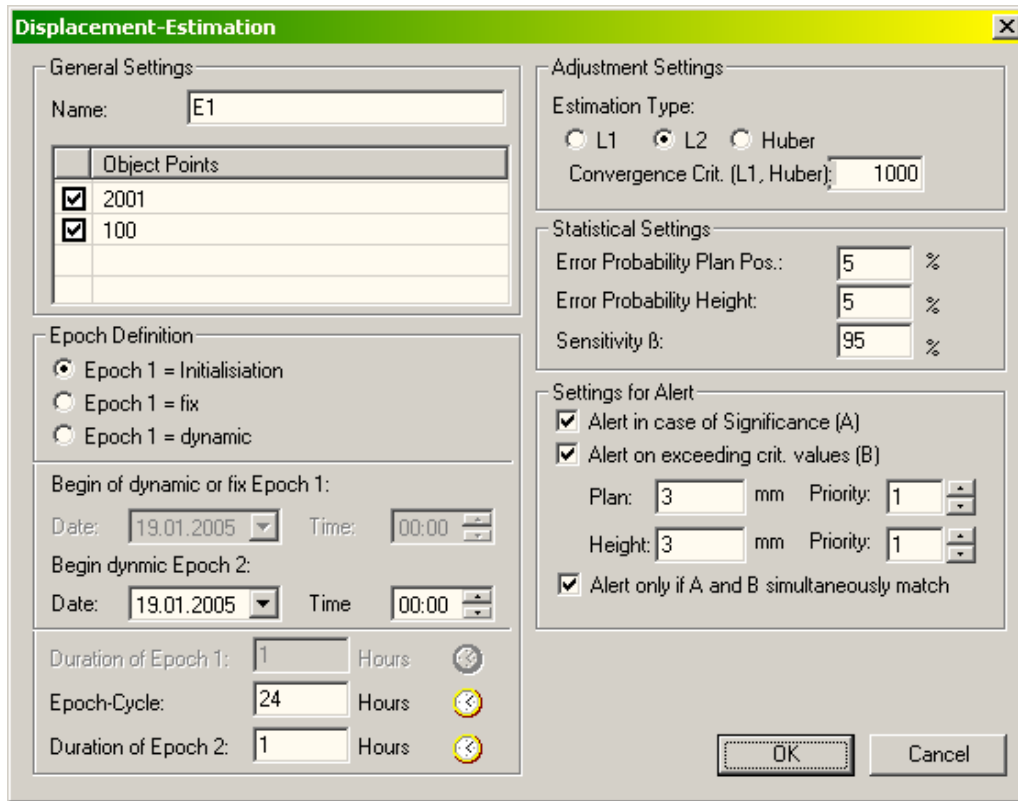 Displacement-Estimation
General Settings
Name: E1
Object Points
2001
100
Epoch Definition
Epoch 1 = Initialisiation
Epoch 1 = fix
Epoch 1 = dynamic
Begin of dynamic or fix Epoch 1:
Date: 19.01.2005 Time: 00:00
Begin dynmic Epoch 2:
Date: 19.01.2005 Time 00:00
Duration of Epoch 1: 1 Hours
Epoch-Cycle: 24 Hours
Duration of Epoch 2: 1 Hours
Adjustment Settings
Estimation Type:
L1 L2 Huber
Convergence Crit. (L1, Huber): 1000
Statistical Settings
Error Probability Plan Pos.: 5 %
Error Probability Height: 5 %
Sensitivity ß: 95 %
Settings for Alert
Alert in case of Significance (A)
Alert on exceeding crit. values (B)
Plan: 3 mm Priority: 1
Height: 3 mm Priority: 1
Alert only if A and B simultaneously match
OK Cancel